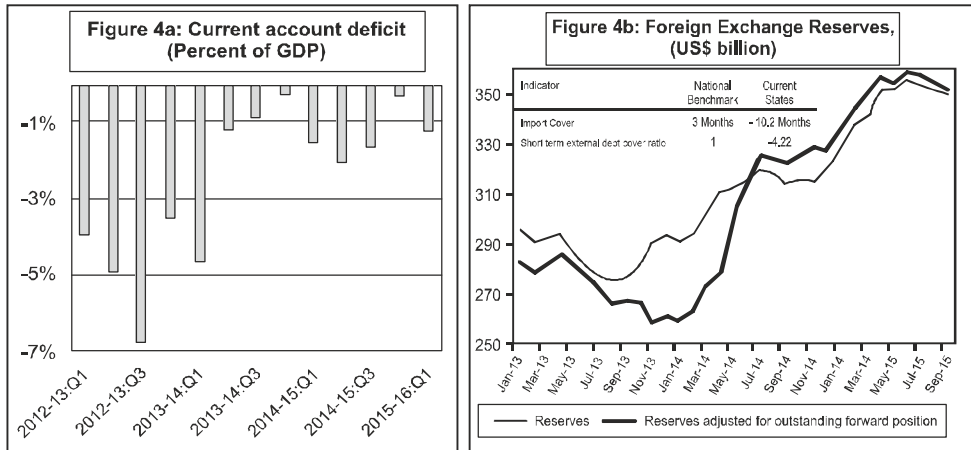 Figure 4a: Current account deficit
(Percent of GDP)
–1%
–3%
–5%
–7%
2012-13:Q1
2012-13:Q3
2013-14:Q1
2013-14:Q3
2014-15:Q1
2014-15:Q3
2015-16:Q1
Figure 4b: Foreign Exchange Reserves,
(US$ billion)
Indicator National Current
Benchmark States
Import Cover 3 Months - 10.2 Months
Short term external dept cover ratio 1 –4.22
350
330
310
290
270
250
Jan-13
Mar-13
May-13
Jul-13
Sep-13
Nov-13
Jan-14
Mar-14
May-14
Jul-14
Sep-14
Nov-14
Jan-14
Mar-14
May-15
Jul-15
Sep-15
Reserves Reserves adjusted for outstanding forward position